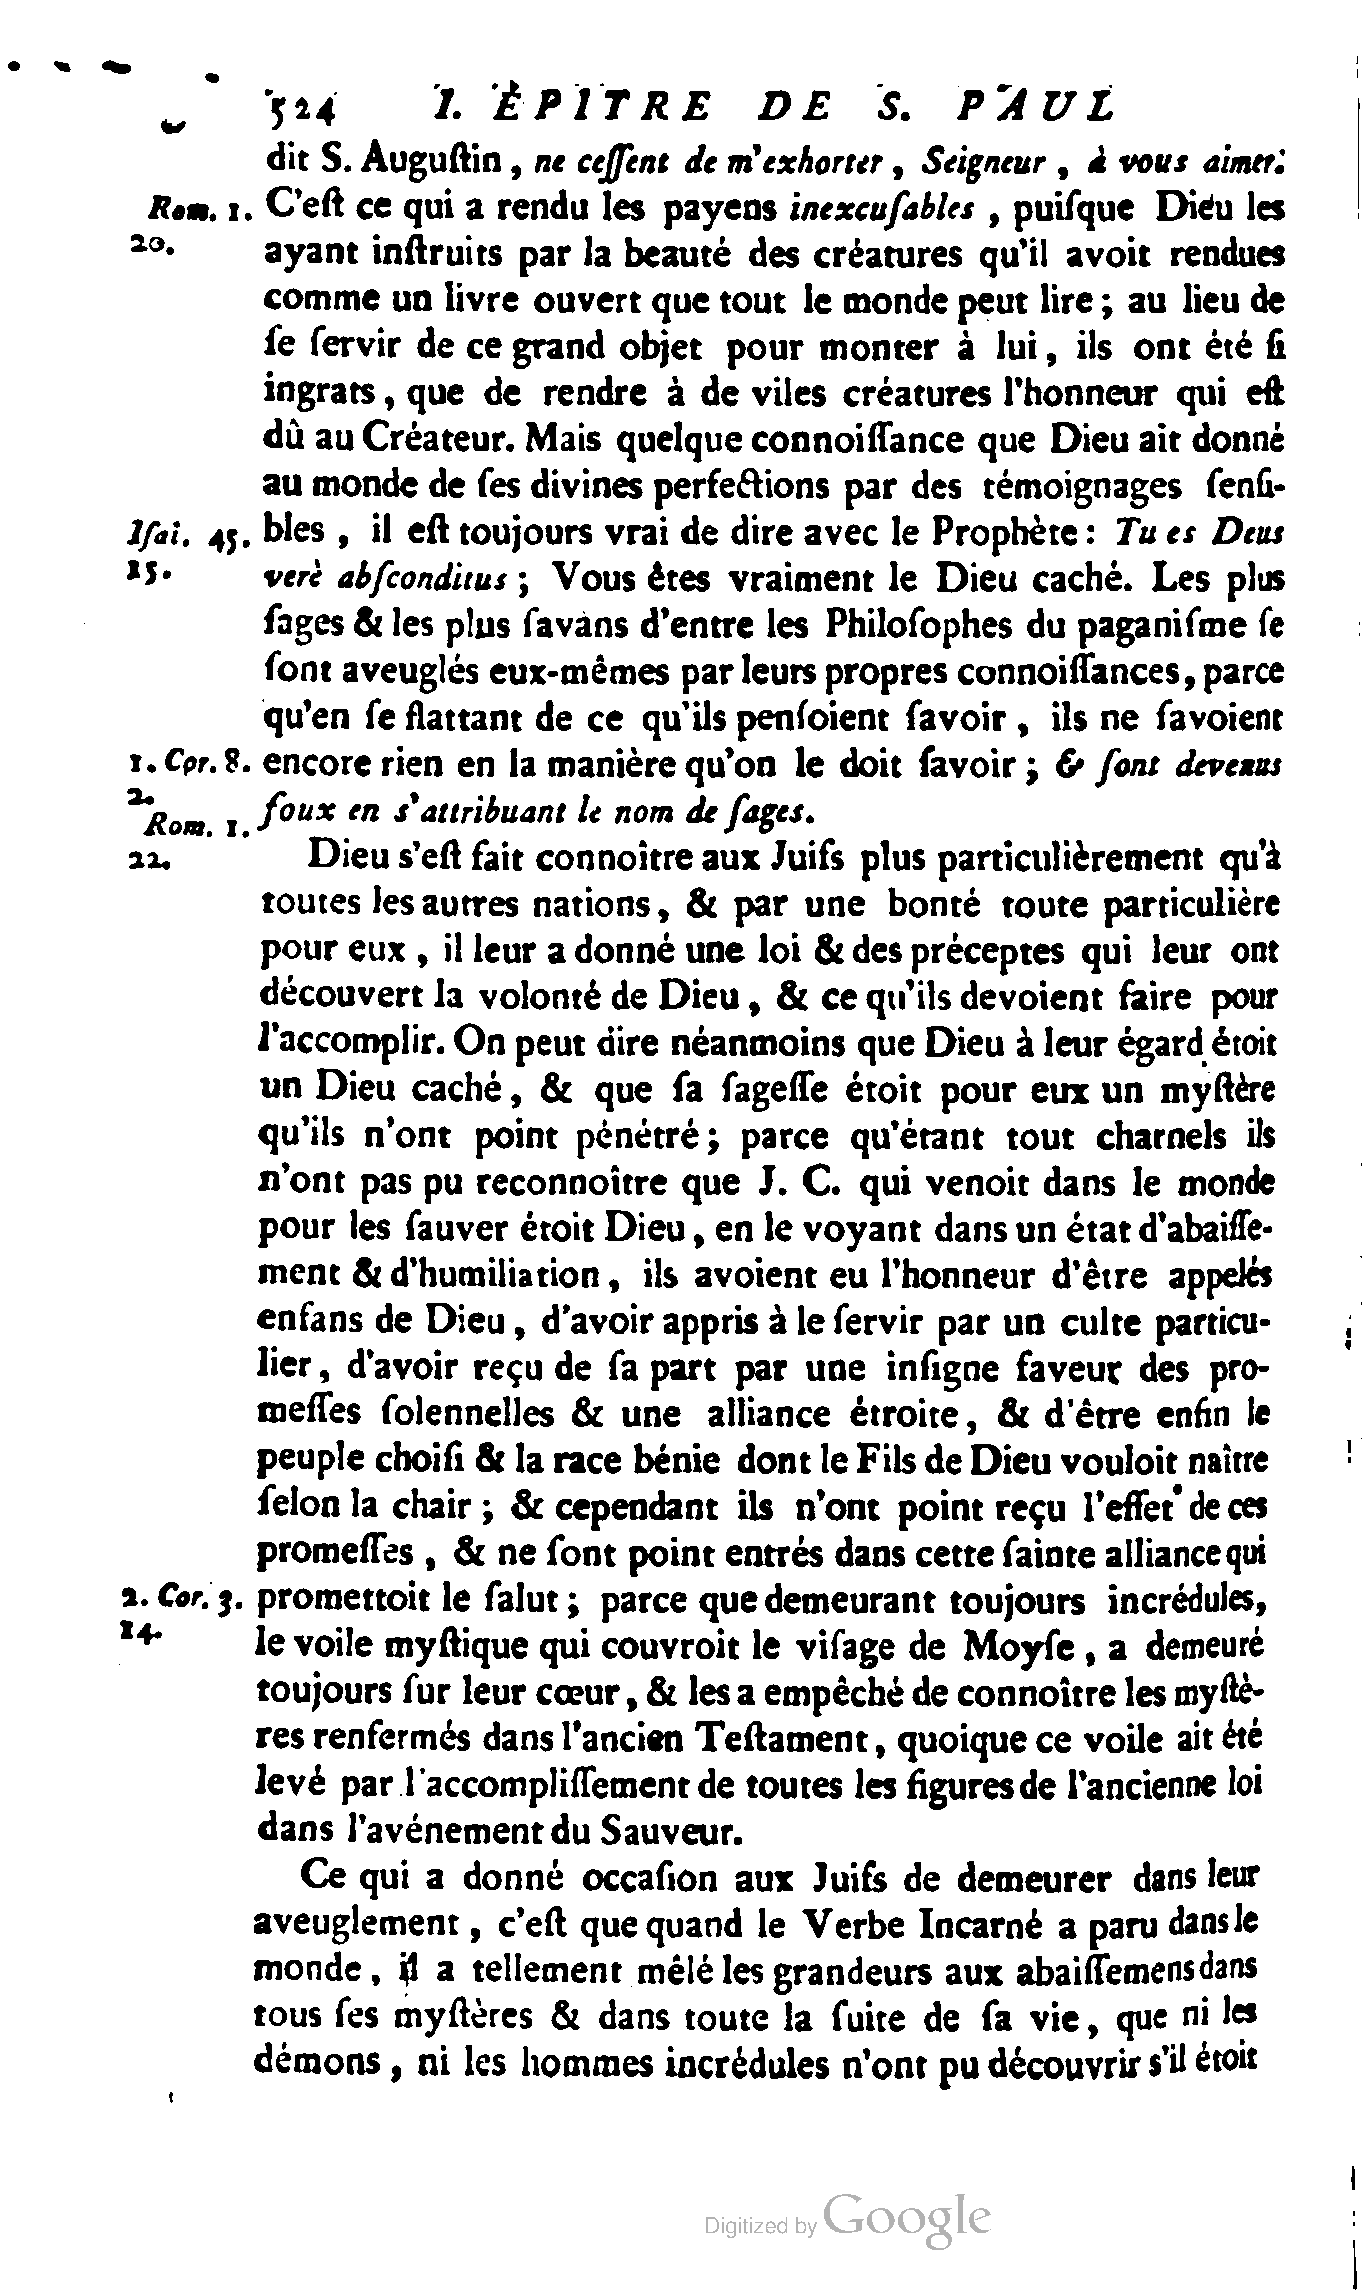 524 I. ÉPITRE DE S. PAUL
dit S. Auguſtin, ne ceſſent de m'exhorter, Seigneur, à vous aimer:
Rom. 1. C'eſt ce qui a rendu les payens inexcuſables, puiſque Dieu les
20. ayant inſtruits par la beauté des créatures qu'il avoit rendues
comme un livre ouvert que tout le monde peut lire; au lieu de
ſe ſervir de ce grand objet pour monter à lui, ils ont été ſi
ingrats, que de rendre à de viles créatures l'honneur qui eſt
dû au Créateur. Mais quelque connoiſſance que Dieu ait donné
au monde de ſes divines perfections par des témoignages ſenſi-
Iſai. 45. bles, il eſt toujours vrai de dire avec le Prophète: Tu es Deus
15. verè abſconditus; Vous êtes vraiment le Dieu caché. Les plus
ſages & les plus ſavans d'entre les Philoſophes du paganiſme ſe
ſont aveuglés eux-mêmes par leurs propres connoiſſances, parce
qu'en ſe flattant de ce qu'ils penſoient ſavoir, ils ne ſavoient
1. Cor. 8. encore rien en la manière qu'on le doit ſavoir; & ſont devenus
2.
Rom. 1. foux en s'attribuant le nom de ſages.
22. Dieu s'eſt fait connoître aux Juifs plus particulièrement qu'à
toutes les autres nations, & par une bonté toute particulière
pour eux, il leur a donné une loi & des préceptes qui leur ont
découvert la volonté de Dieu, & ce qu'ils devoient faire pour
l'accomplir. On peut dire néanmoins que Dieu à leur égard étoit
un Dieu caché, & que ſa ſageſſe étoit pour eux un myſtère
qu'ils n'ont point pénétré; parce qu'étant tout charnels ils
n'ont pas pu reconnoître que J. C. qui venoit dans le monde
pour les ſauver étoit Dieu, en le voyant dans un état d'abaiſſe-
ment & d'humiliation, ils avoient eu l'honneur d'être appelés
enfans de Dieu, d'avoir appris à le ſervir par un culte particu-
lier, d'avoir reçu de ſa part par une inſigne faveur des pro-
meſſes ſolennelles & une alliance étroite, & d'être enfin le
peuple choiſi & la race bénie dont le Fils de Dieu vouloit naître
ſelon la chair; & cependant ils n'ont point reçu l'effet de ces
promeſſes, & ne ſont point entrés dans cette ſainte alliance qui
2. Cor. 3. promettoit le ſalut; parce que demeurant toujours incrédules,
14. le voile myſtique qui couvroit le viſage de Moyſe, a demeuré
toujours ſur leur cœur, & les a empêché de connoître les myſtè-
res renfermés dans l'ancien Teſtament, quoique ce voile ait été
levé par l'accompliſſement de toutes les figures de l'ancienne loi
dans l'avénement du Sauveur.
Ce qui a donné occaſion aux Juifs de demeurer dans leur
aveuglement, c'eſt que quand le Verbe Incarné a paru dans le
monde, il a tellement mêlé les grandeurs aux abaiſſemens dans
tous ſes myſtères & dans toute la ſuite de ſa vie, que ni les
démons, ni les hommes incrédules n'ont pu découvrir s'il étoit
Digitized by Google